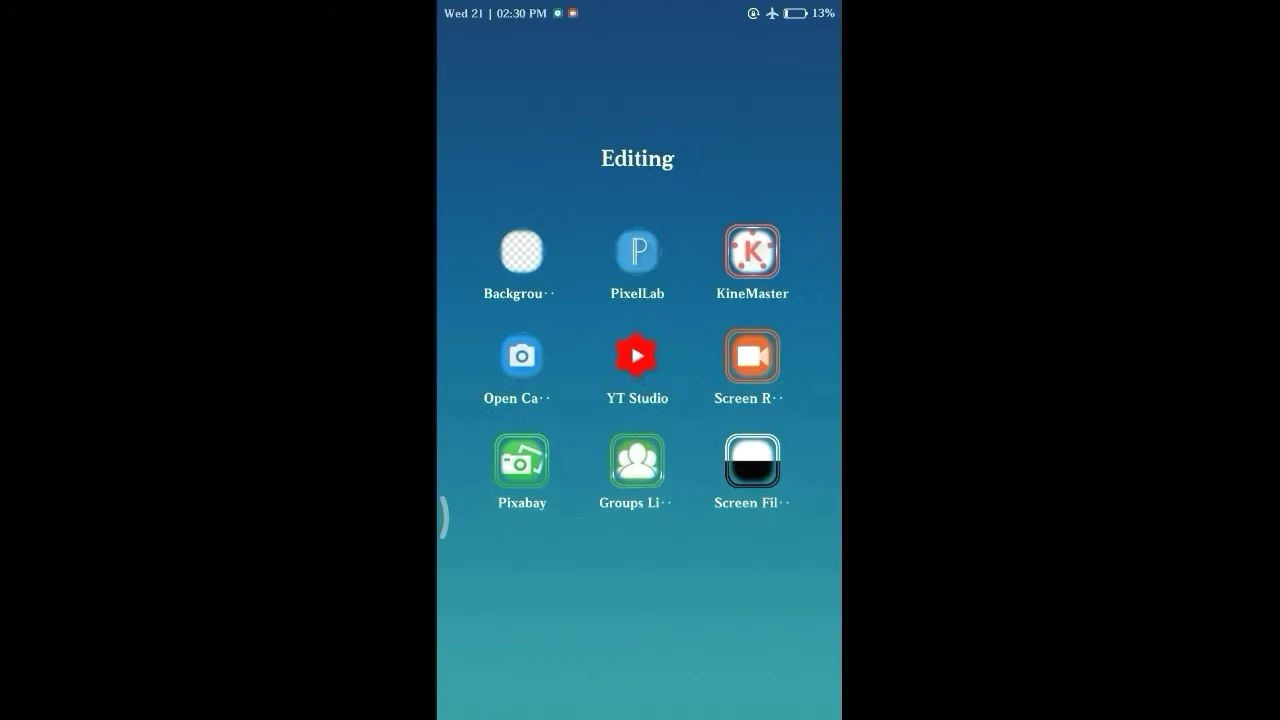 Wed 21 | 02:30 PM 13%
Editing
Backgrou··
PixelLab
KineMaster
Open Ca··
YT Studio
Screen R··
Pixabay
Groups Li··
Screen Fil··